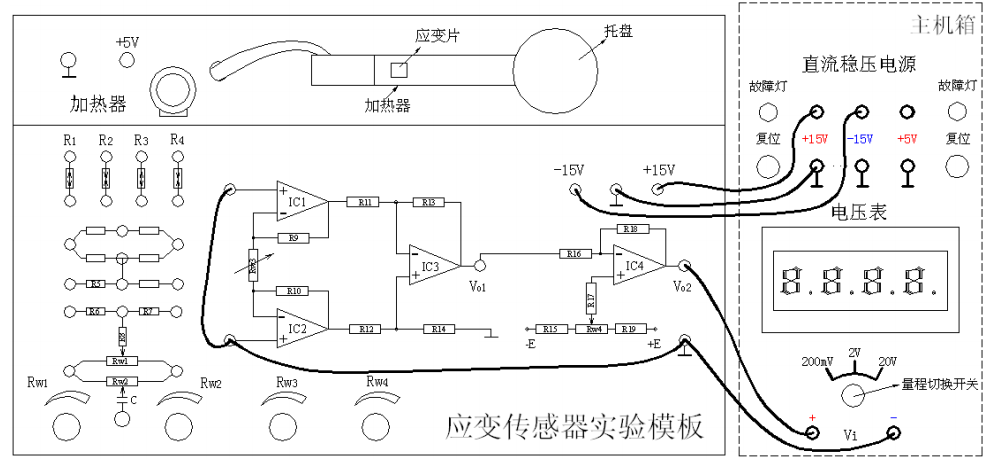 主机箱
+5V
应变片
托盘
加热器
加热器
直流稳压电源
故障灯
故障灯
复位
+15V
-15V
+5V
复位
R1
R2
R3
R4
-15V
+15V
电压表
IC1
R11
R13
R9
Rw3
IC3
R10
IC2
R12
R14
Vo1
R16
R18
IC4
Vo2
R17
R15
Rw4
R19
-E
+E
R5
R6
R7
R8
Rw1
Rw2
C
8.8.8.8.
200mV
2V
20V
量程切换开关
Rw1
Rw2
Rw3
Rw4
应变传感器实验模板
+
Vi
-